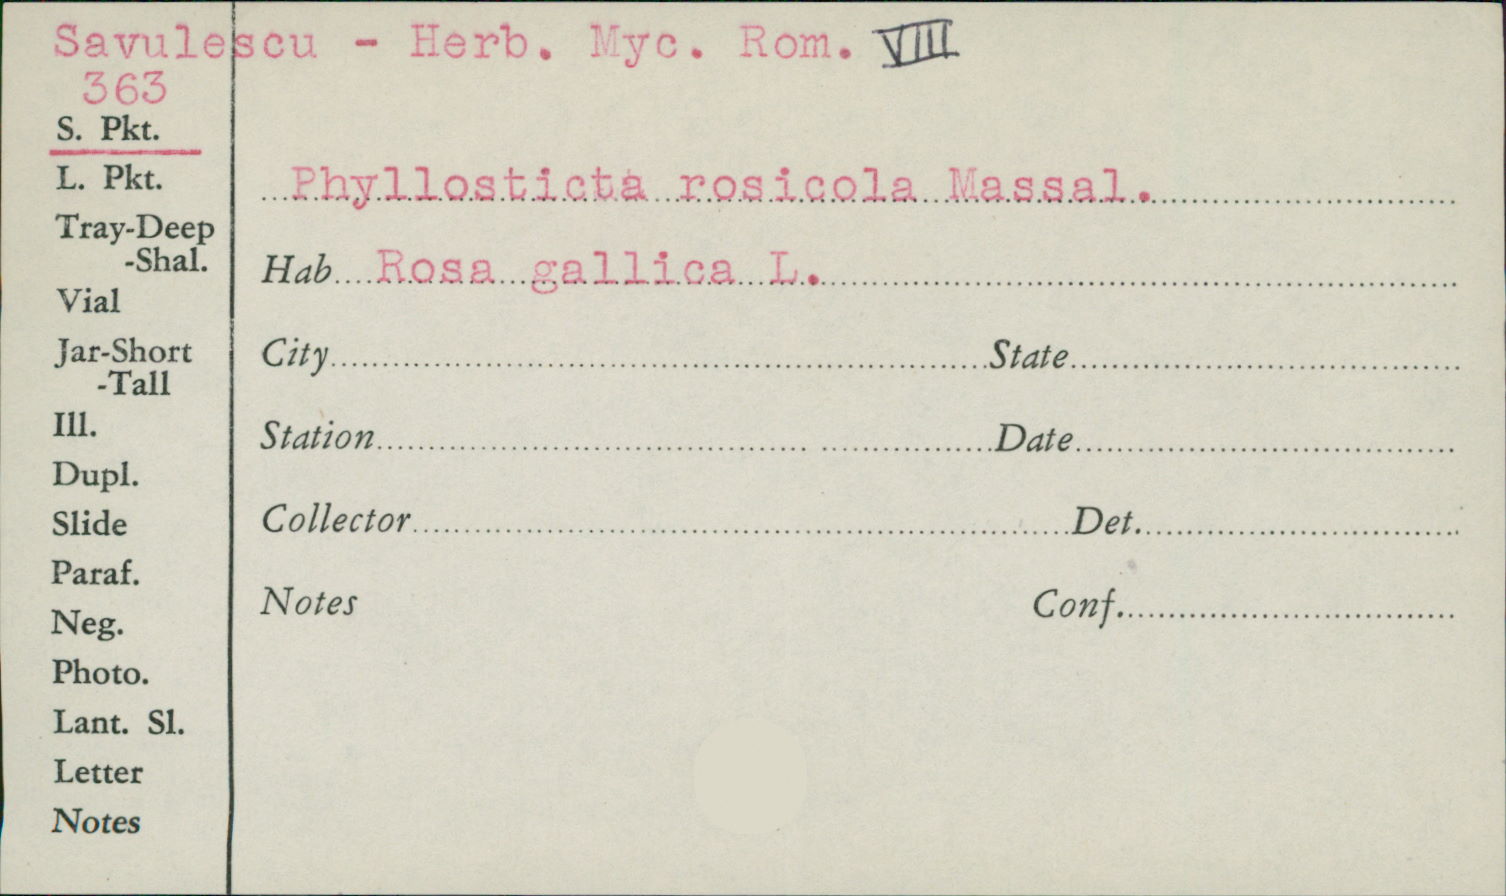 Savulescu - Herb. Myc. Rom. VIII
363
S. Pkt.
L. Pkt.
Phyllosticta rosicola Massal.
Tray-Deep
-Shal.
Hab Rosa gallica L.
Vial
Jar-Short
-Tall
City State
Ill.
Station Date
Dupl.
Slide
Collector Det.
Paraf.
Neg.
Notes Conf.
Photo.
Lant. Sl.
Letter
Notes